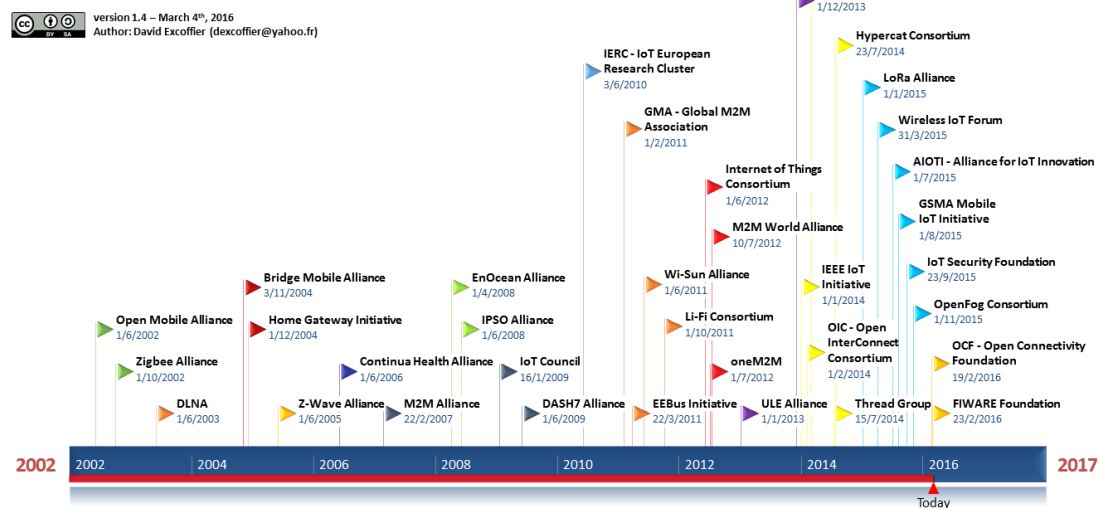 cc BY SA
version 1.4 – March 4th, 2016
Author: David Excoffier (dexcoffier@yahoo.fr)
1/12/2013
Hypercat Consortium
23/7/2014
IERC - IoT European
Research Cluster
3/6/2010
LoRa Alliance
1/1/2015
GMA - Global M2M
Association
1/2/2011
Wireless IoT Forum
31/3/2015
Internet of Things
Consortium
1/6/2012
AIOTI - Alliance for IoT Innovation
1/7/2015
GSMA Mobile
IoT Initiative
1/8/2015
M2M World Alliance
10/7/2012
Bridge Mobile Alliance
3/11/2004
EnOcean Alliance
1/4/2008
Wi-Sun Alliance
1/6/2011
IEEE IoT
Initiative
1/1/2014
IoT Security Foundation
23/9/2015
Open Mobile Alliance
1/6/2002
Home Gateway Initiative
1/12/2004
IPSO Alliance
1/6/2008
Li-Fi Consortium
1/10/2011
OIC - Open
InterConnect
Consortium
1/2/2014
OpenFog Consortium
1/11/2015
Zigbee Alliance
1/10/2002
Continua Health Alliance
1/6/2006
IoT Council
16/1/2009
oneM2M
1/7/2012
OCF - Open Connectivity
Foundation
19/2/2016
DLNA
1/6/2003
Z-Wave Alliance
1/6/2005
M2M Alliance
22/2/2007
DASH7 Alliance
1/6/2009
EEBus Initiative
22/3/2011
ULE Alliance
1/1/2013
Thread Group
15/7/2014
FIWARE Foundation
23/2/2016
2002 2002 2004 2006 2008 2010 2012 2014 2016 2017
Today